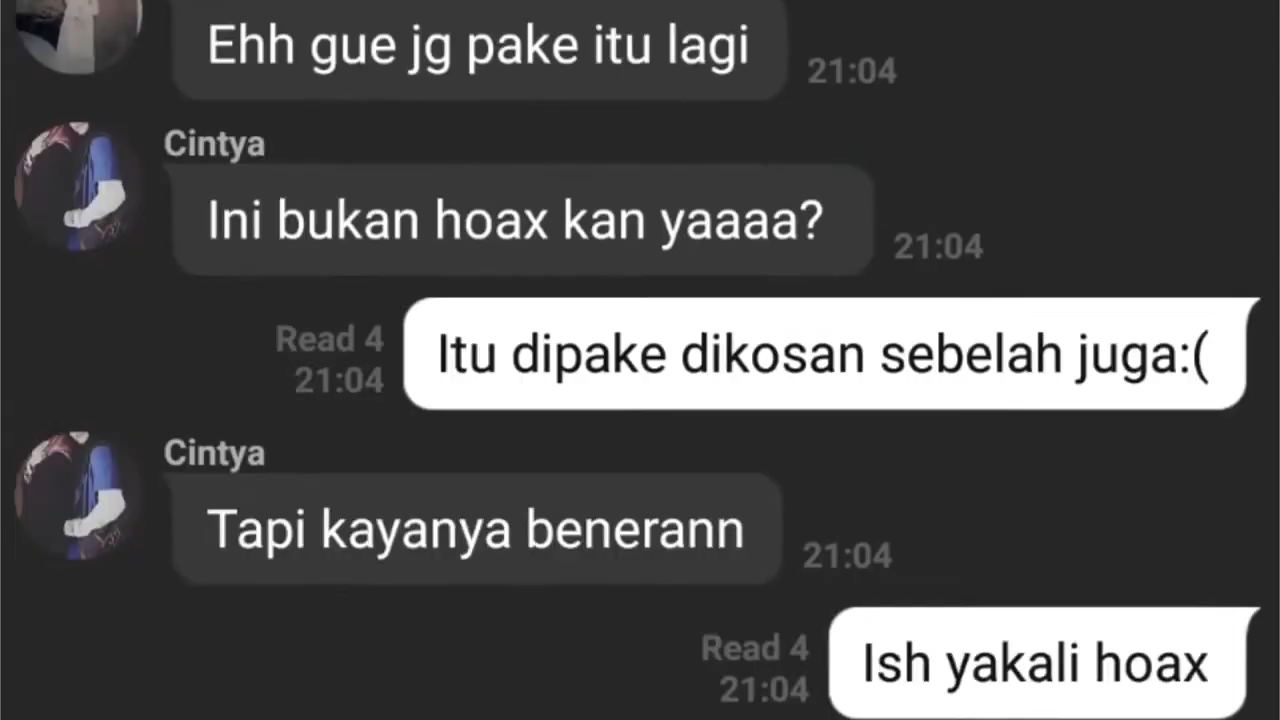 Ehh gue jg pake itu lagi
21:04
Cintya
Ini bukan hoax kan yaaaa?
21:04
Read 4
21:04
Itu dipake dikosan sebelah juga:(
Cintya
Tapi kayanya benerann
21:04
Read 4
21:04
Ish yakali hoax